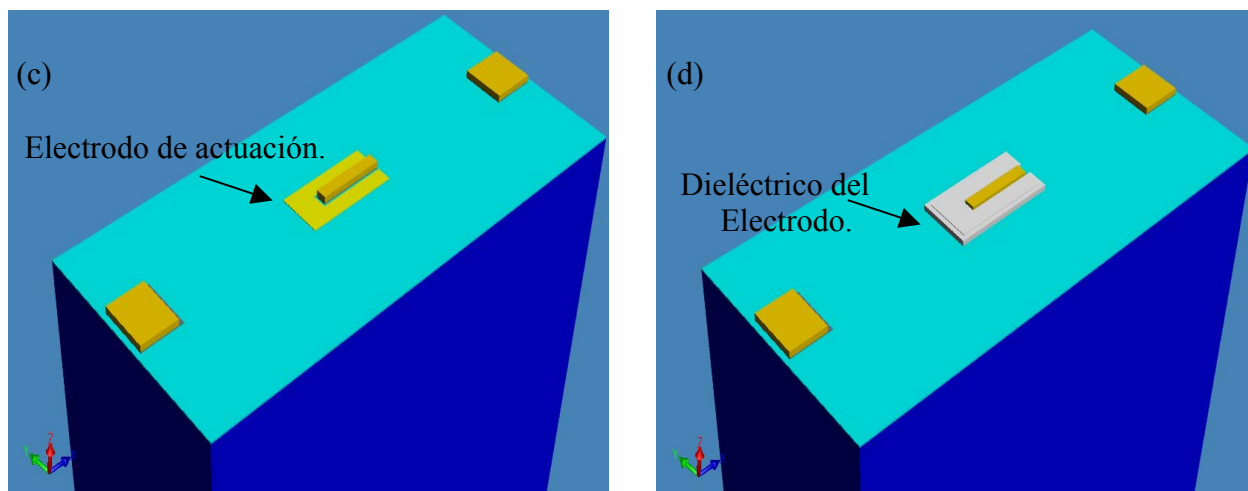 (c)
Electrodo de actuación.
Z
Y
(d)
Dieléctrico del
Electrodo.
Z
Y